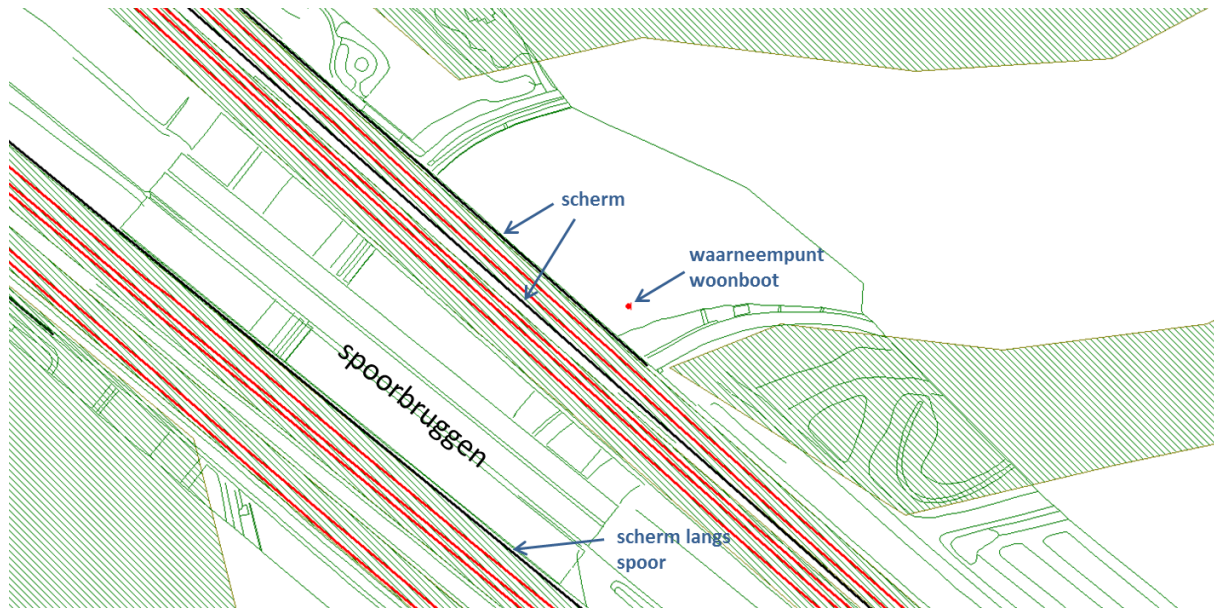 scherm
waarneempunt
woonboot
spoorbruggen
scherm langs
spoor